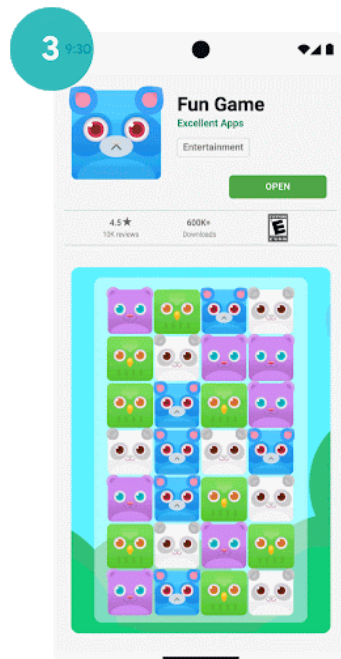 3
9:30
Fun Game
Excellent Apps
Entertainment
OPEN
4.5★
600K+
10K reviews
Downloads
E